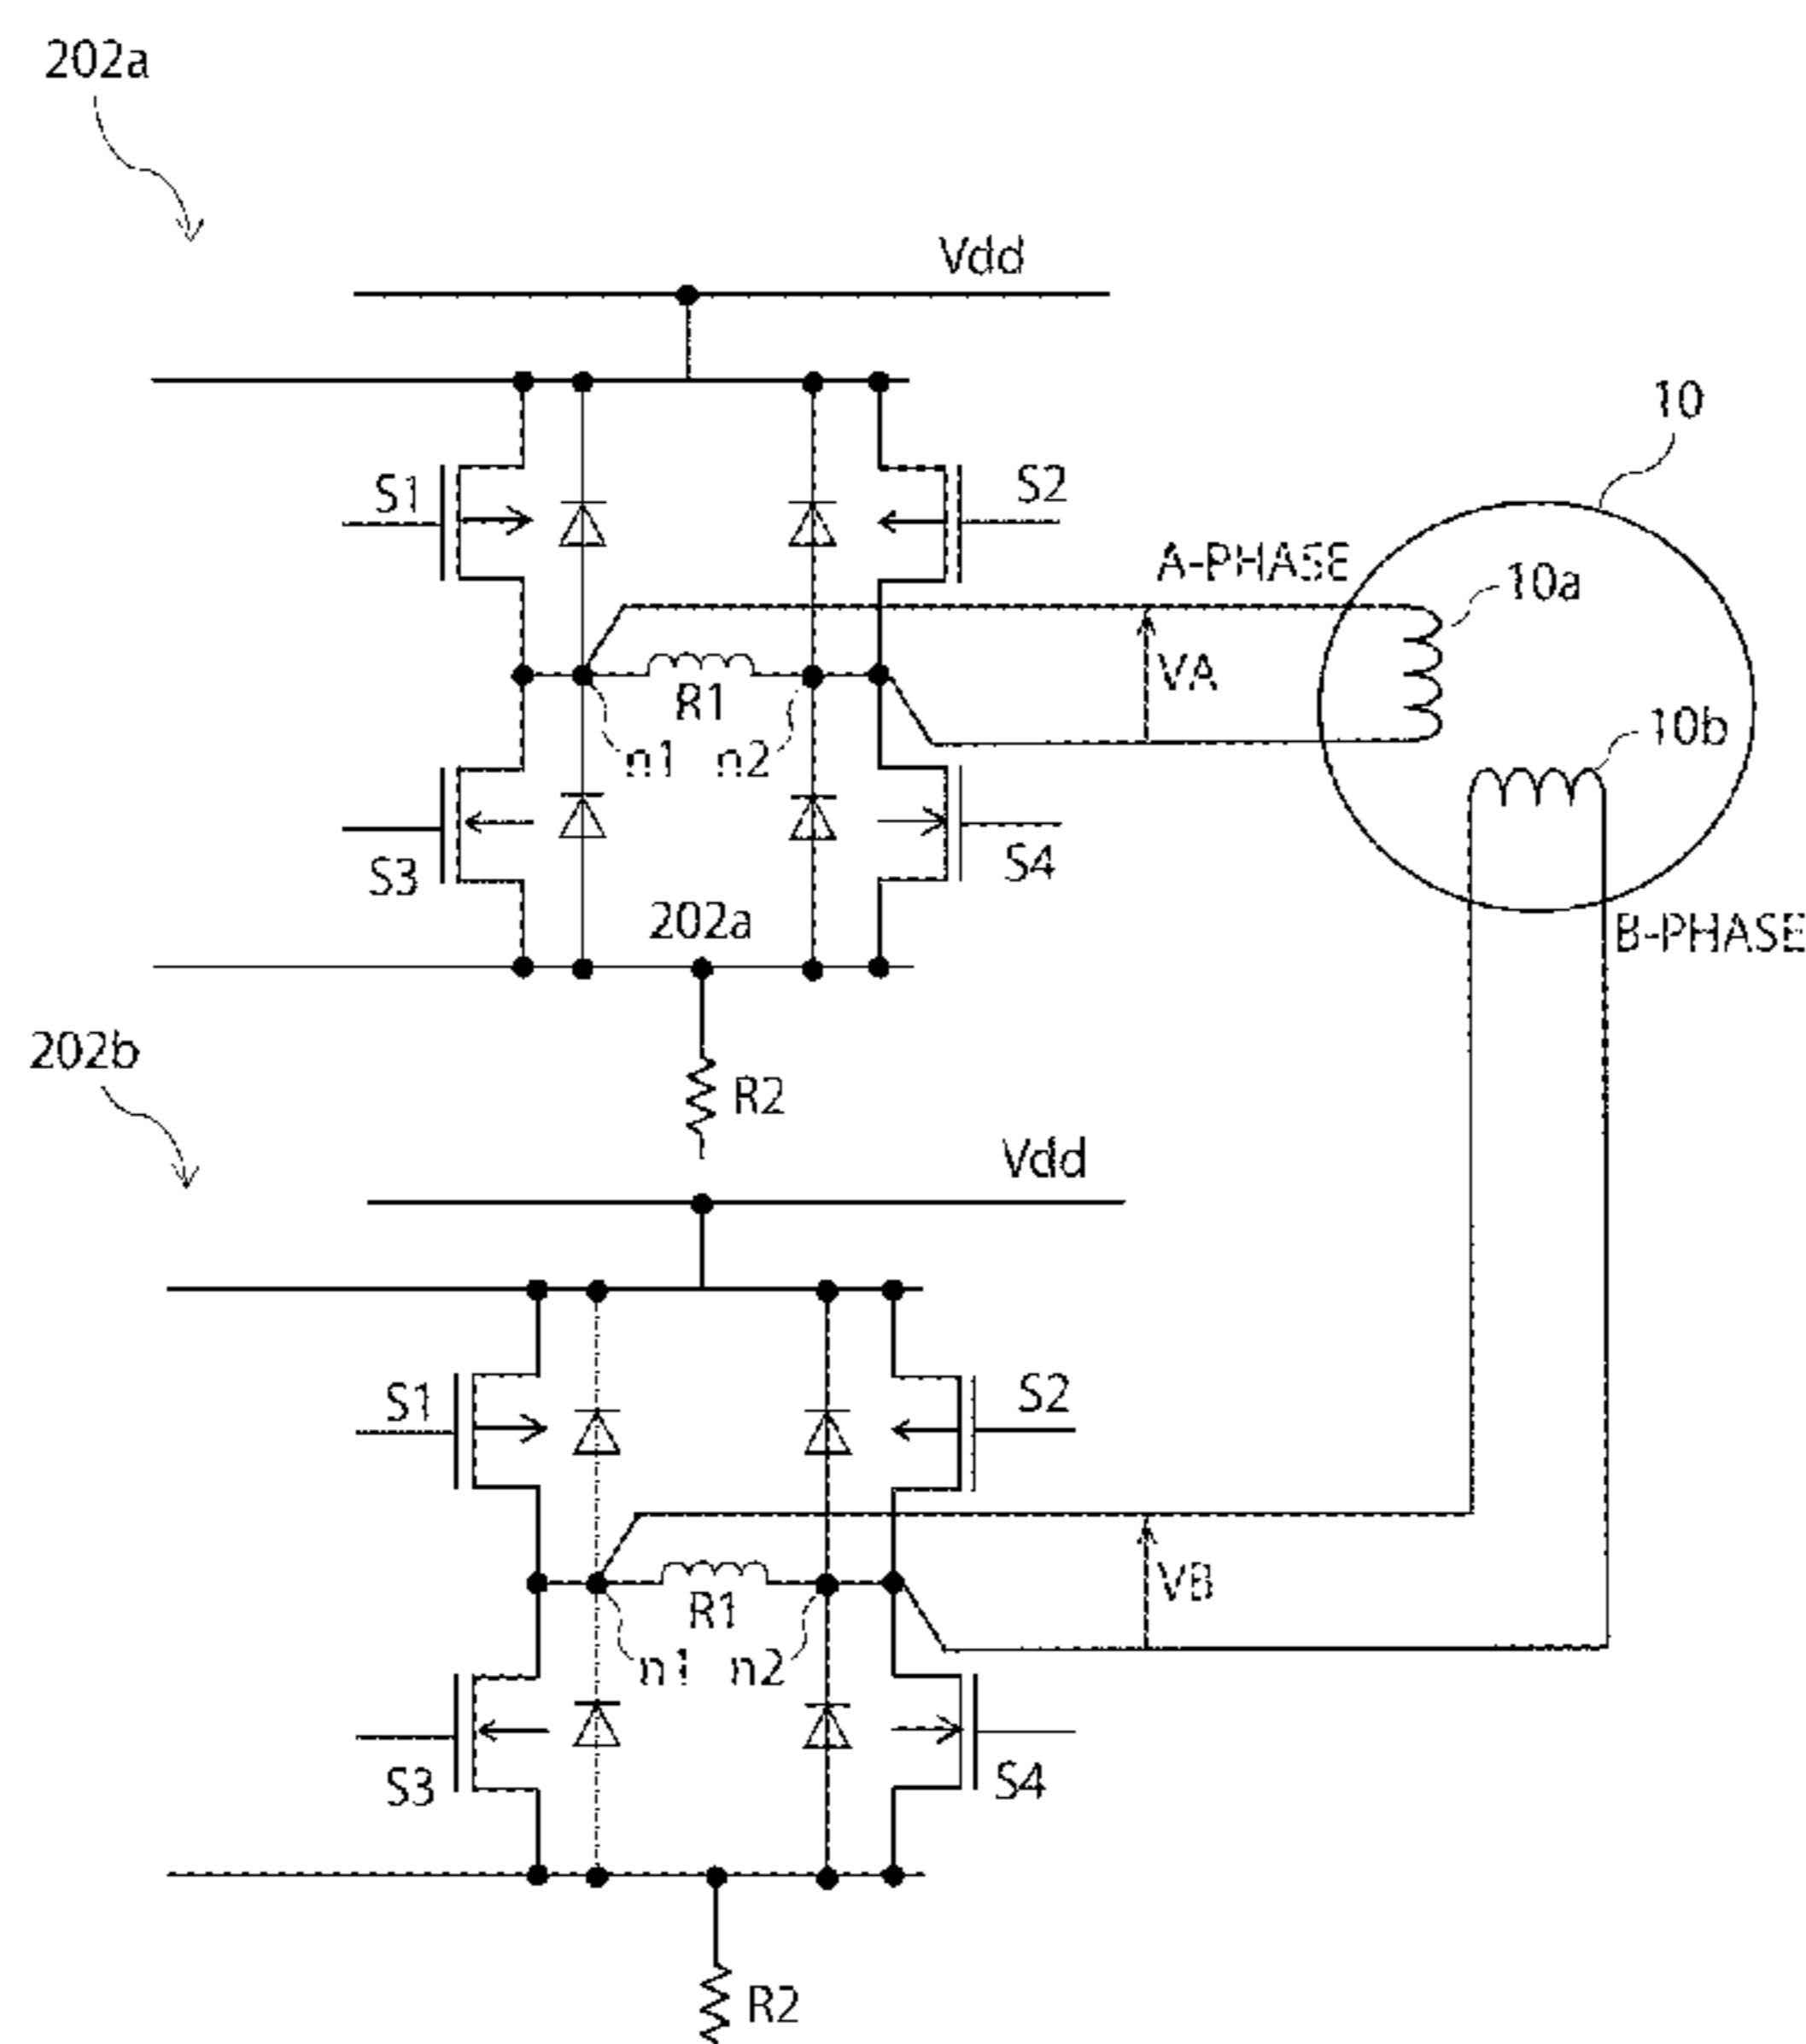 202a
Vdd
10
S1
S2
A-PHASE
10a
VA
R1
10b
n1 n2
S3
S4
202a
B-PHASE
202b
R2
Vdd
S1
S2
VB
R1
n1 n2
S3
S4
R2